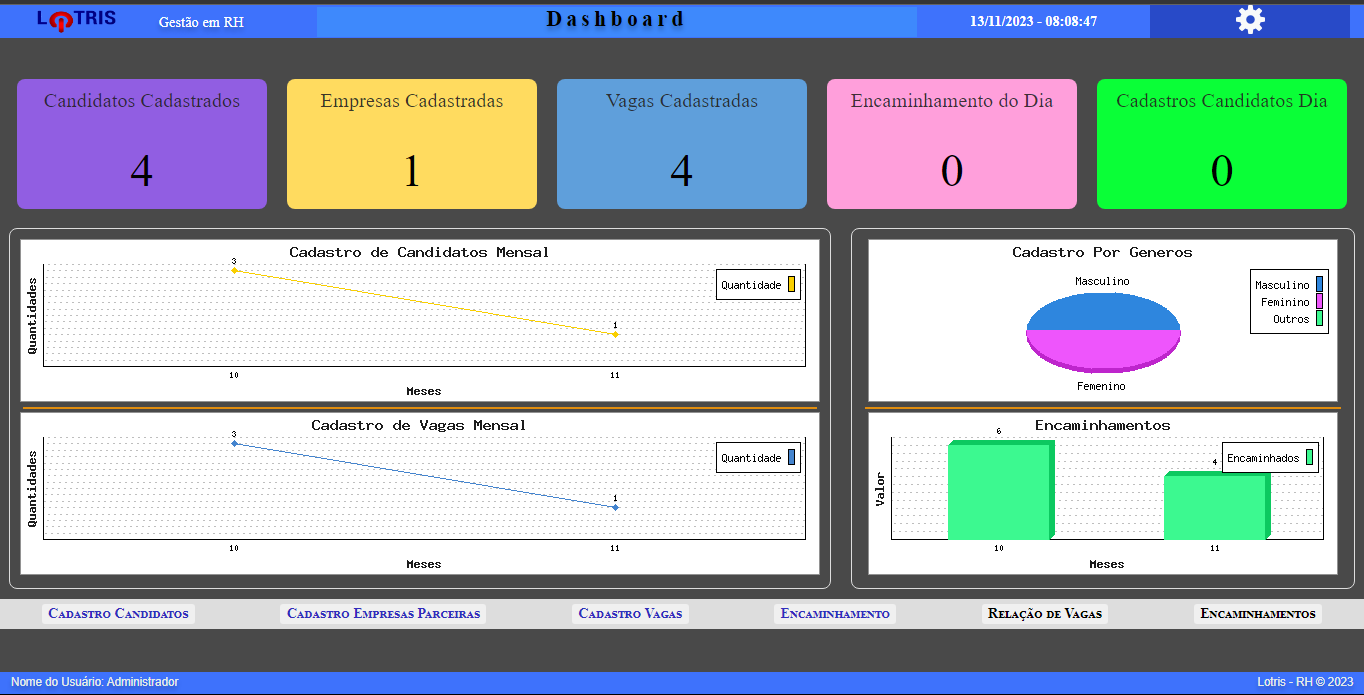 LOTRIS
Gestão em RH
Dashboard
13/11/2023 - 08:08:47
Candidatos Cadastrados
4
Empresas Cadastradas
1
Vagas Cadastradas
4
Encaminhamento do Dia
0
Cadastros Candidatos Dia
0
Cadastro de Candidatos Mensal
Quantidades
3
1
Quantidade
10
11
Meses
Cadastro Por Generos
Masculino
Femenino
Masculino
Feminino
Outros
Cadastro de Vagas Mensal
Quantidades
3
1
Quantidade
10
11
Meses
Encaminhamentos
Valor
6
4
Encaminhados
10
11
Meses
Cadastro Candidatos
Cadastro Empresas Parceiras
Cadastro Vagas
Encaminhamento
Relação de Vagas
Encaminhamentos
Nome do Usuário: Administrador
Lotris - RH © 2023